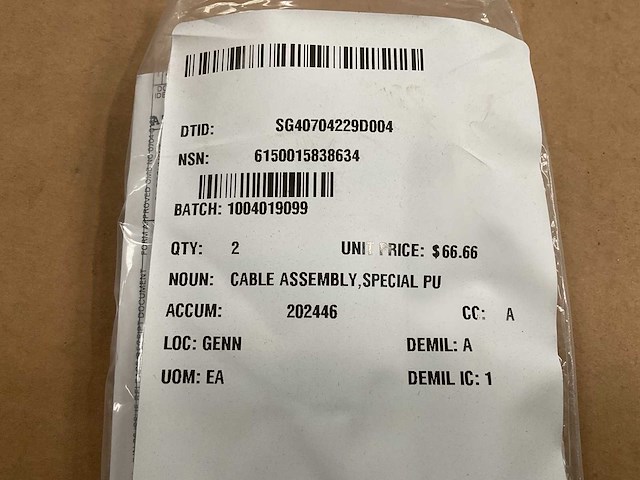 DTID: SG40704229D004
NSN: 6150015838634
BATCH: 1004019099
QTY: 2 UNIT PRICE: $66.66
NOUN: CABLE ASSEMBLY,SPECIAL PU
ACCUM: 202446 CC: A
LOC: GENN DEMIL: A
UOM: EA DEMIL IC: 1